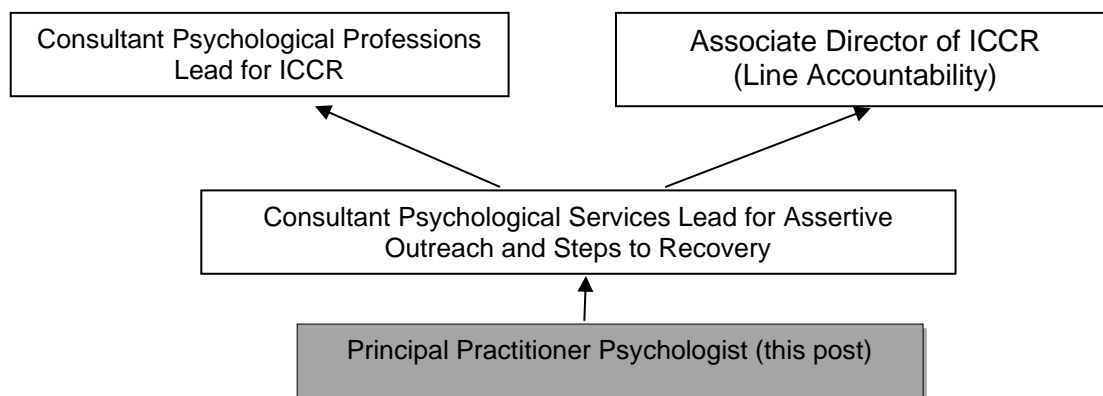 Consultant Psychological Professions
Lead for ICCR
Associate Director of ICCR
(Line Accountability)
Consultant Psychological Services Lead for Assertive
Outreach and Steps to Recovery
Principal Practitioner Psychologist (this post)